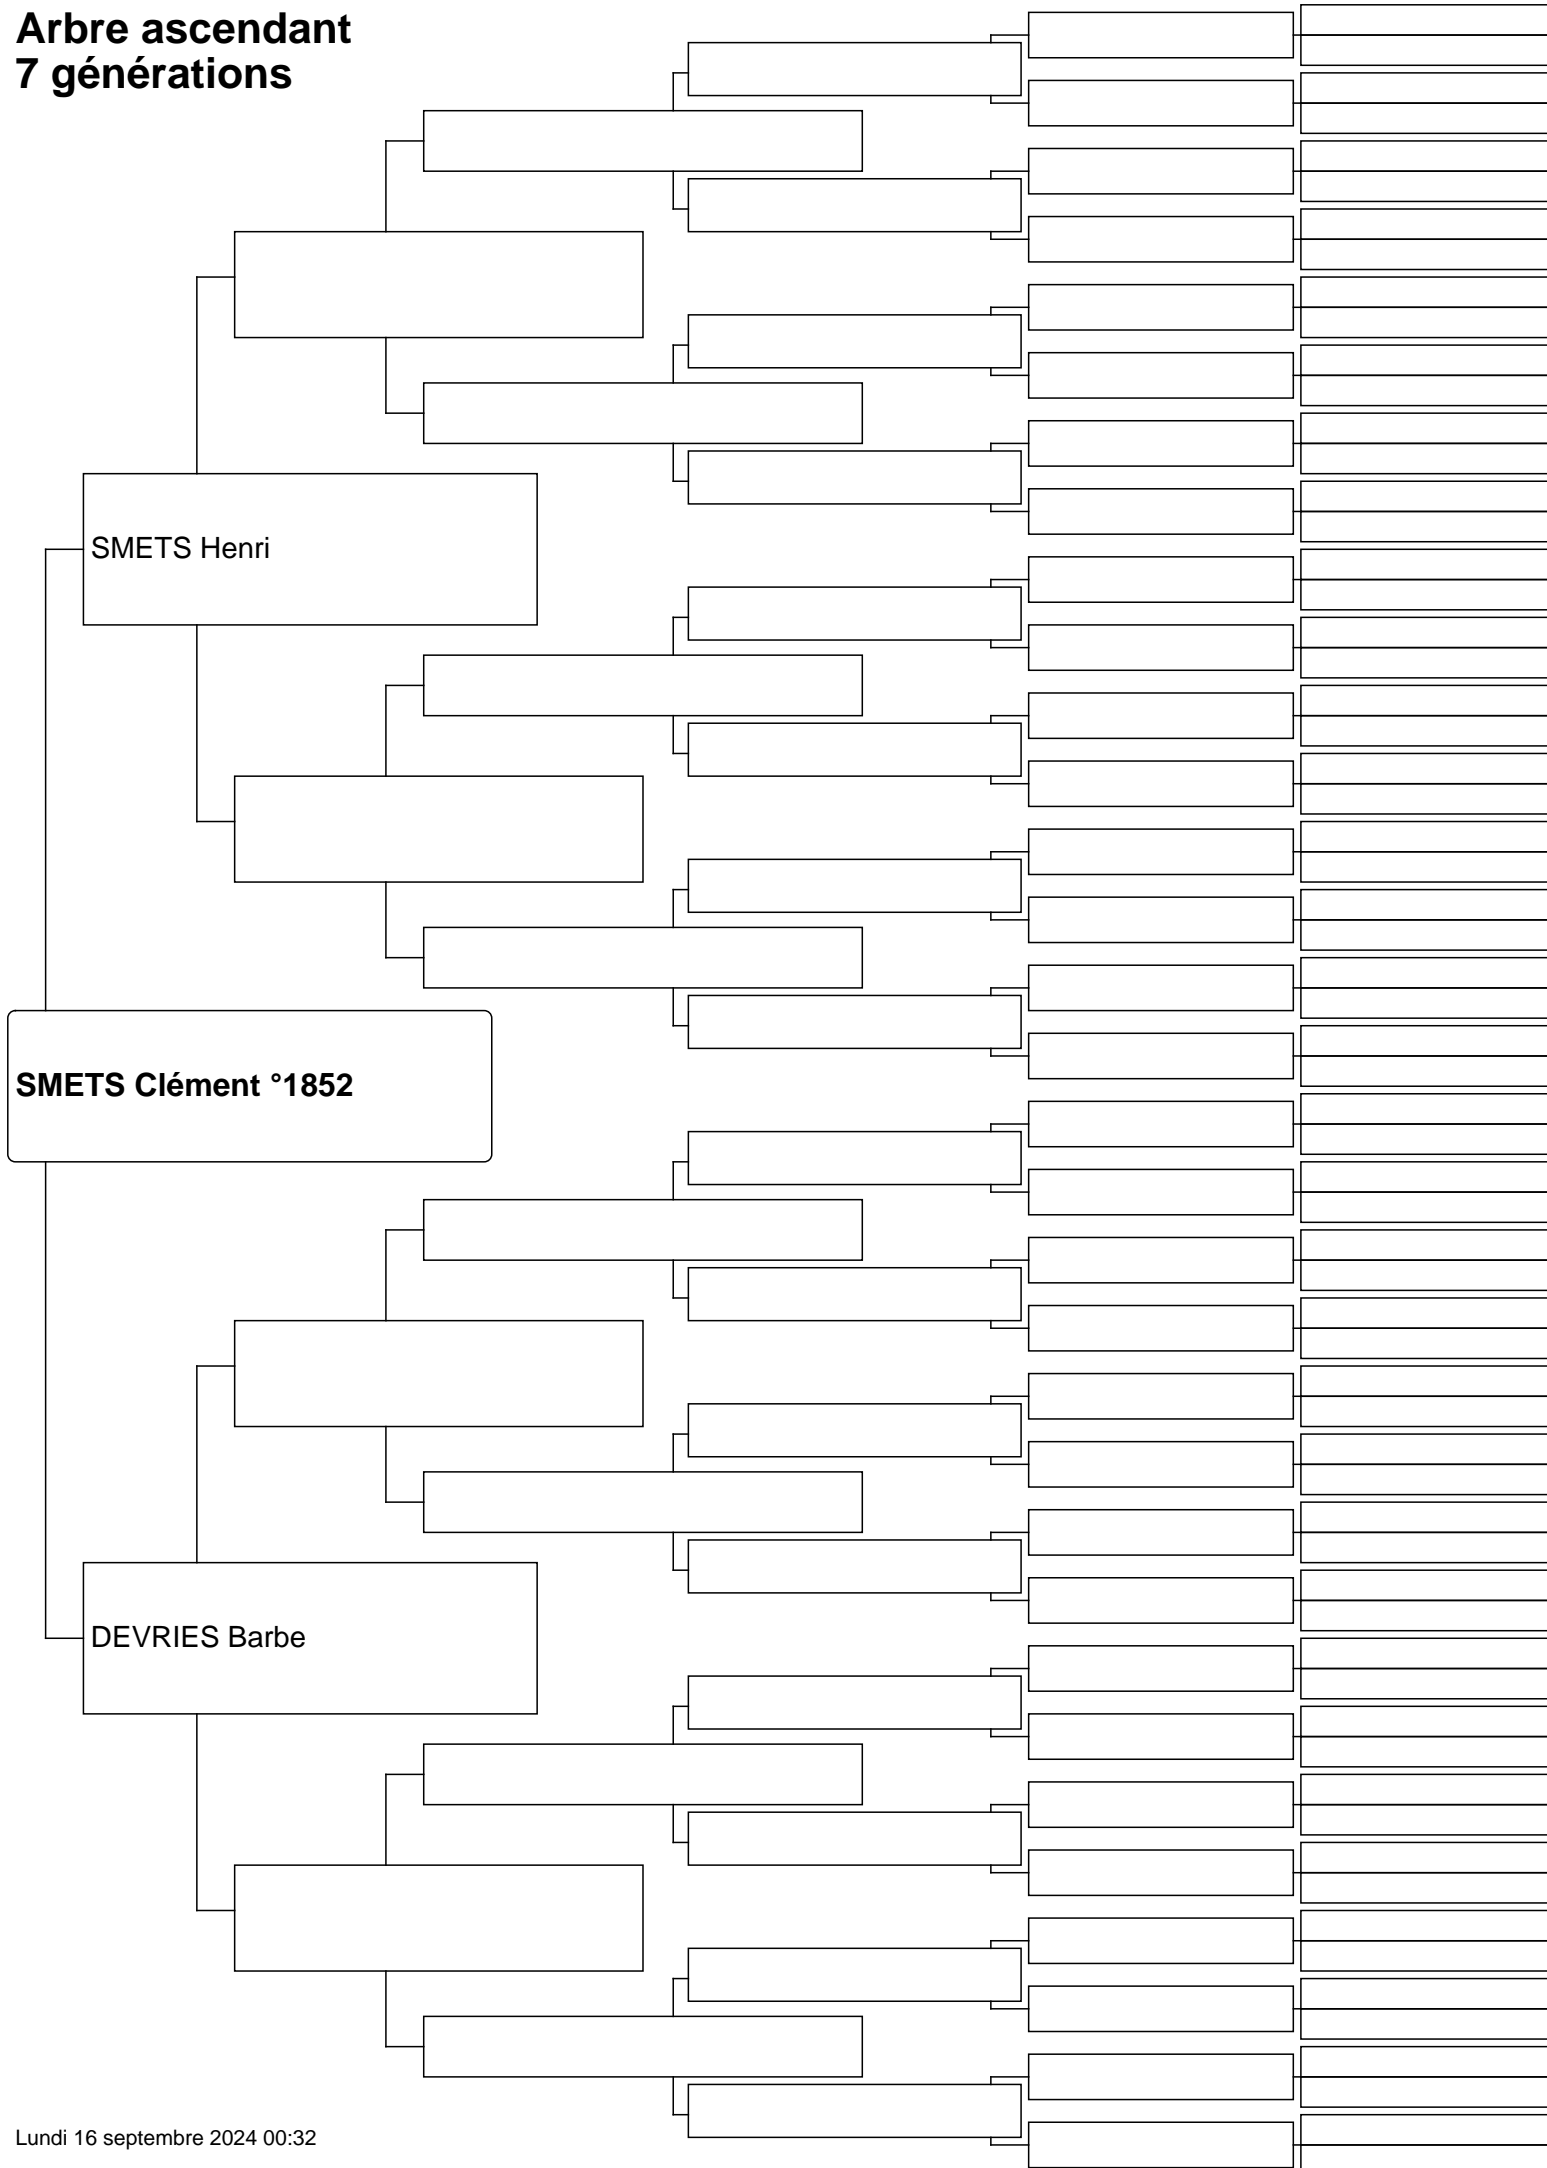 Arbre ascendant
7 générations
SMETS Henri
SMETS Clément °1852
DEVRIES Barbe
Lundi 16 septembre 2024 00:32